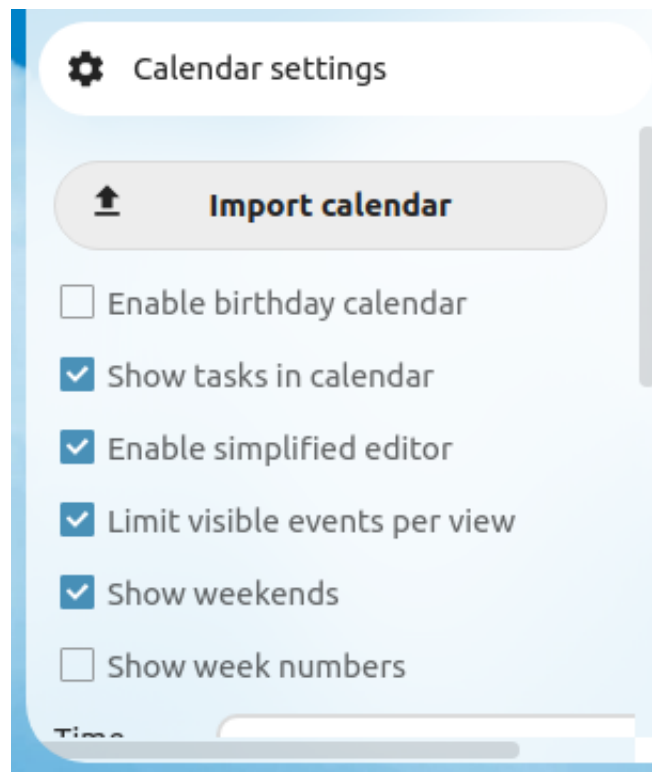 Calendar settings
Import calendar
Enable birthday calendar
Show tasks in calendar
Enable simplified editor
Limit visible events per view
Show weekends
Show week numbers
Time